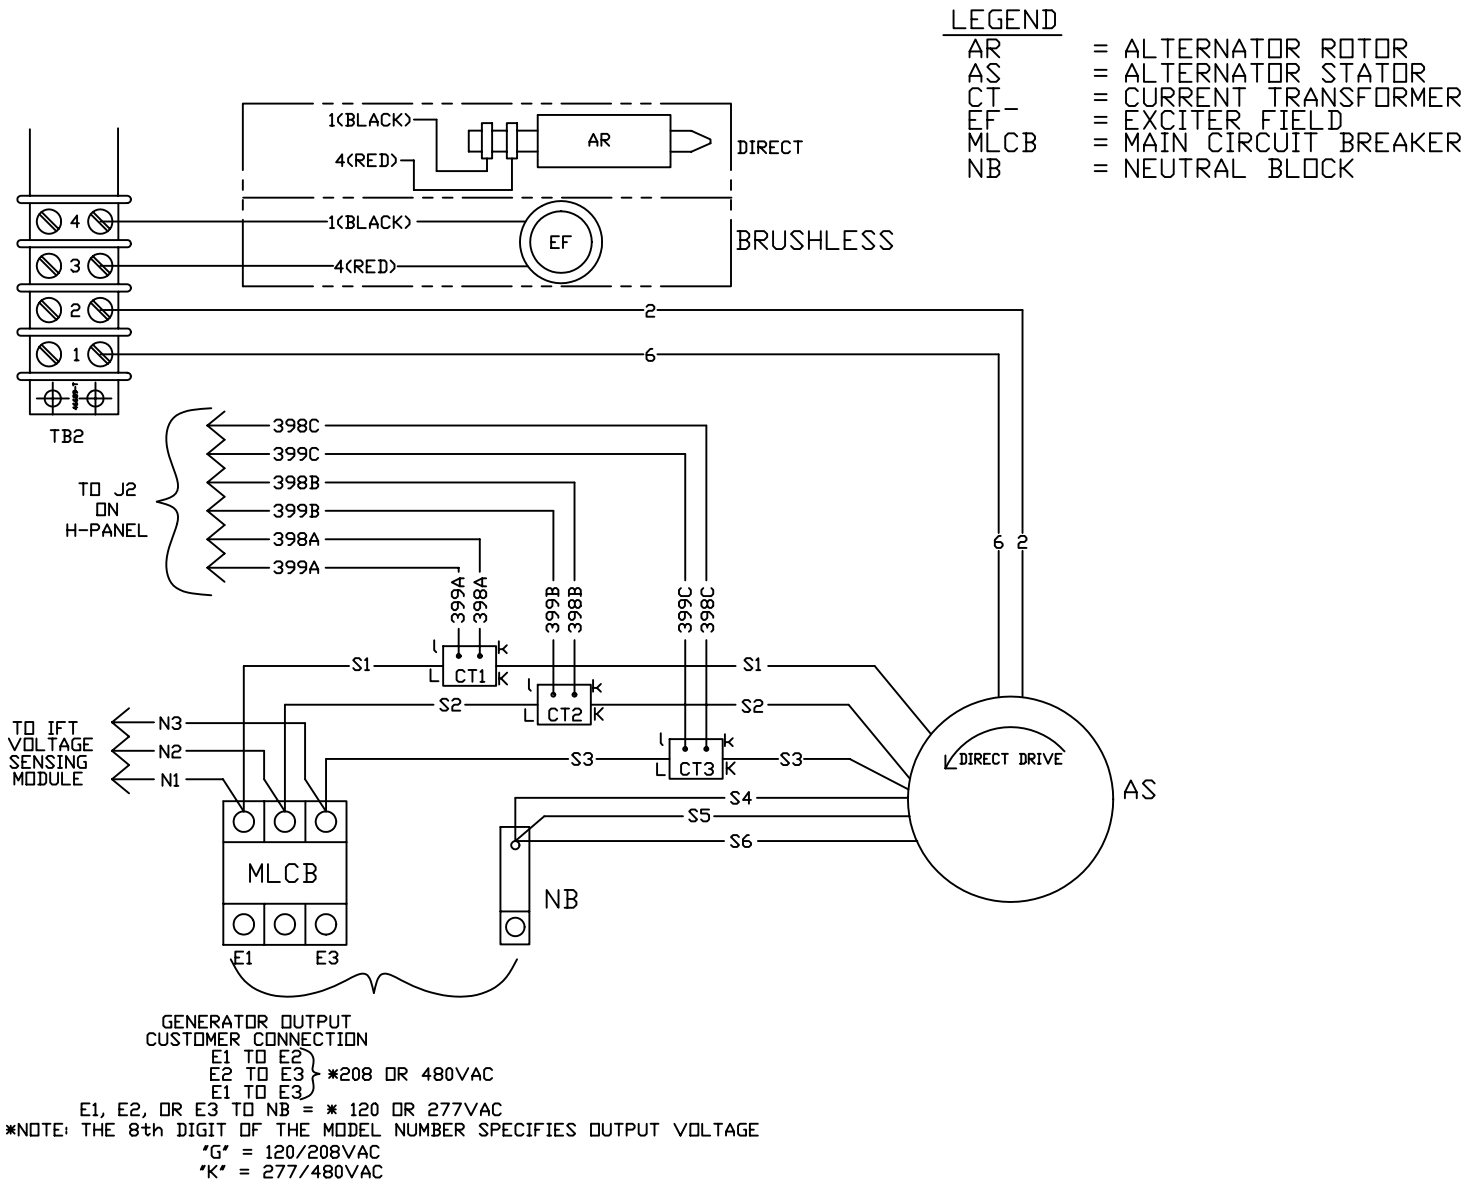 LEGEND
AR = ALTERNATOR ROTOR
AS = ALTERNATOR STATOR
CT_ = CURRENT TRANSFORMER
EF = EXCITER FIELD
MLCB = MAIN CIRCUIT BREAKER
NB = NEUTRAL BLOCK
1(BLACK)
AR
4(RED)
DIRECT
4
1(BLACK)
EF
BRUSHLESS
3
4(RED)
2
2
1
6
TB2
398C
399C
TO J2
ON
H-PANEL
398B
399B
398A
399A
6 2
399A
398A
399B
398B
399C
398C
l k
L CT1 K
S1
S1
l k
L CT2 K
S2
S2
l k
L CT3 K
S3
S3
TO IFT
VOLTAGE
SENSING
MODULE
N3
N2
N1
DIRECT DRIVE
AS
S4
S5
S6
MLCB
NB
E1 E3
GENERATOR OUTPUT
CUSTOMER CONNECTION
E1 TO E2
E2 TO E3 *208 OR 480VAC
E1 TO E3
E1, E2, OR E3 TO NB = * 120 OR 277VAC
*NOTE: THE 8th DIGIT OF THE MODEL NUMBER SPECIFIES OUTPUT VOLTAGE
"G" = 120/208VAC
"K" = 277/480VAC